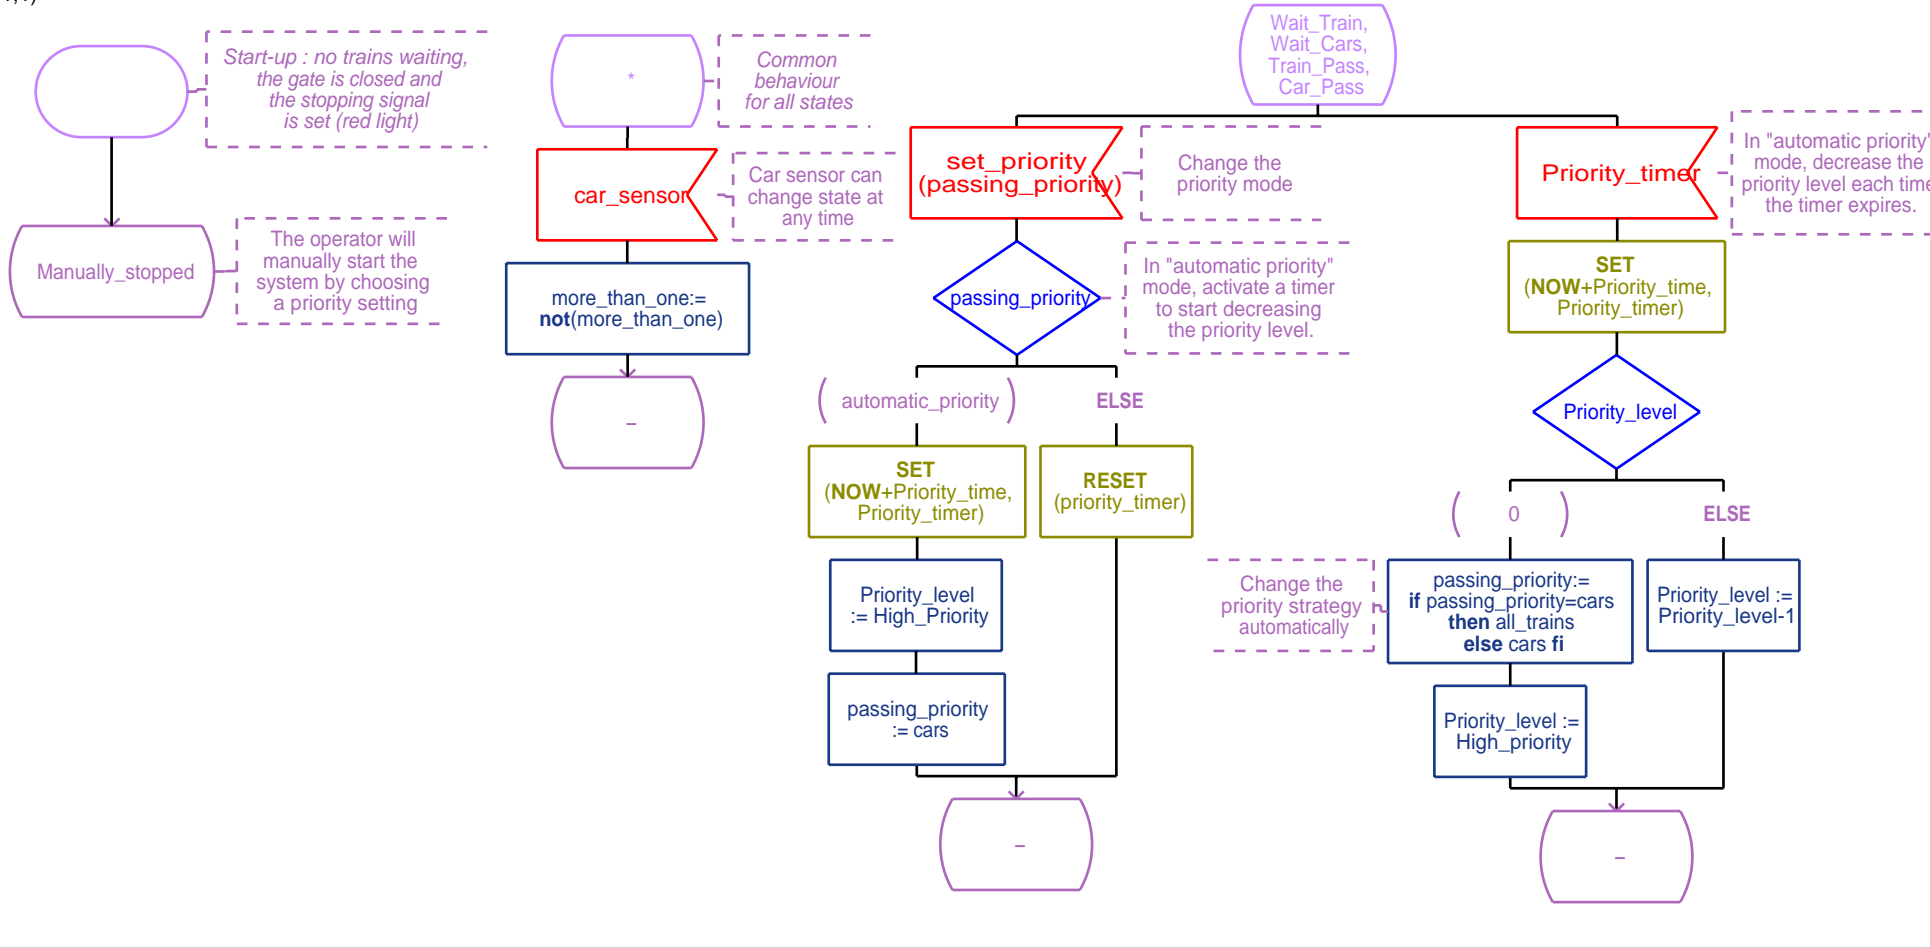 Start-up : no trains waiting,
the gate is closed and
the stopping signal
is set (red light)
Manually_stopped
The operator will
manually start the
system by choosing
a priority setting
*
Common
behaviour
for all states
car_sensor
Car sensor can
change state at
any time
more_than_one:=
not(more_than_one)
–
Wait_Train,
Wait_Cars,
Train_Pass,
Car_Pass
set_priority
(passing_priority)
Change the
priority mode
passing_priority
In "automatic priority"
mode, activate a timer
to start decreasing
the priority level.
( automatic_priority )
ELSE
SET
(NOW+Priority_time,
Priority_timer)
RESET
(priority_timer)
Priority_level
:= High_Priority
passing_priority
:= cars
–
Priority_timer
In "automatic priority"
mode, decrease the
priority level each time
the timer expires.
SET
(NOW+Priority_time,
Priority_timer)
Priority_level
( 0 )
ELSE
Change the
priority strategy
automatically
passing_priority:=
if passing_priority=cars
then all_trains
else cars fi
Priority_level :=
Priority_level-1
Priority_level :=
High_priority
–